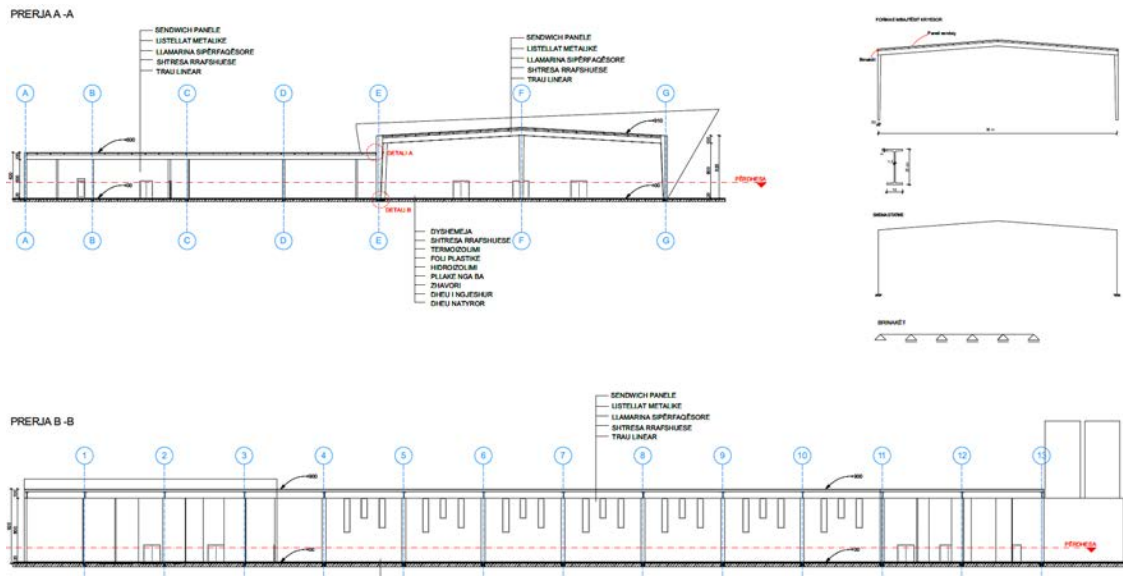 PRERJA A -A
SENDWICH PANELE
LISTELLAT METALIKE
LLAMARINA SIPËRFAQËSORE
SHTRESA RRAFSHUESE
TRAU LINEAR
SENDWICH PANELE
LISTELLAT METALIKE
LLAMARINA SIPËRFAQËSORE
SHTRESA RRAFSHUESE
TRAU LINEAR
A
B
C
D
E
F
G
DETALI A
PËRDHESA
DETALI B
A
B
C
D
E
F
G
DYSHEMEJA
SHTRESA RRAFSHUESE
TERMOIZOLIMI
FOLI PLASTIKE
HIDROIZOLIMI
PLLAKE NGA BA
ZHAVORI
DHEU I NGJESHUR
DHEU NATYROR
SKEMA STATIKE
BRINARËT
PRERJA B -B
SENDWICH PANELE
LISTELLAT METALIKE
LLAMARINA SIPËRFAQËSORE
SHTRESA RRAFSHUESE
TRAU LINEAR
1
2
3
4
5
6
7
8
9
10
11
12
13
PËRDHESA